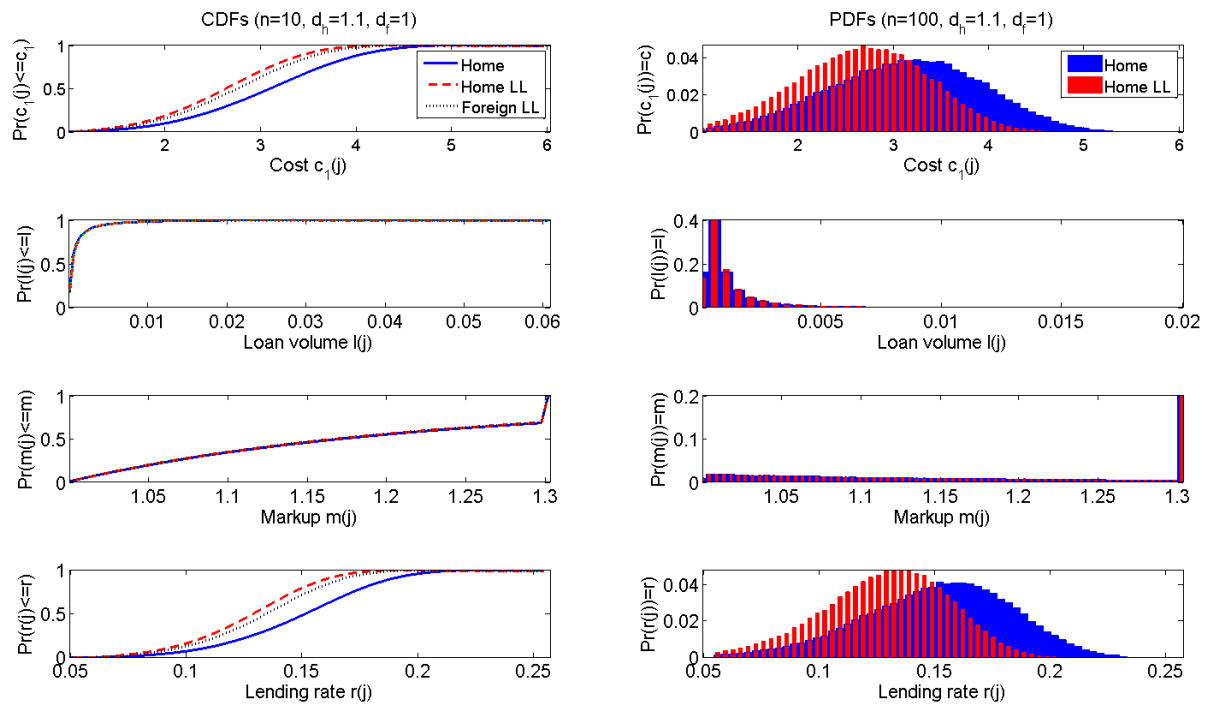 CDFs (n=10, d_h=1.1, d_f=1)
Pr(c_1(j)<=c_1)
1
0.5
0
Home
Home LL
Foreign LL
2 3 4 5 6
Cost c_1(j)
PDFs (n=100, d_h=1.1, d_f=1)
Pr(c_1(j))=c
0.04
0.02
0
Home
Home LL
2 3 4 5 6
Cost c_1(j)
Pr(l(j)<=l)
1
0.5
0
0.01 0.02 0.03 0.04 0.05 0.06
Loan volume l(j)
Pr(l(j))=l
0.4
0.2
0
0.005 0.01 0.015 0.02
Loan volume l(j)
Pr(m(j)<=m)
1
0.5
0
1.05 1.1 1.15 1.2 1.25 1.3
Markup m(j)
Pr(m(j))=m)
0.2
0.1
0
1.05 1.1 1.15 1.2 1.25 1.3
Markup m(j)
Pr(r(j)<=r)
1
0.5
0
0.05 0.1 0.15 0.2 0.25
Lending rate r(j)
Pr(r(j))=r)
0.04
0.02
0
0.05 0.1 0.15 0.2 0.25
Lending rate r(j)